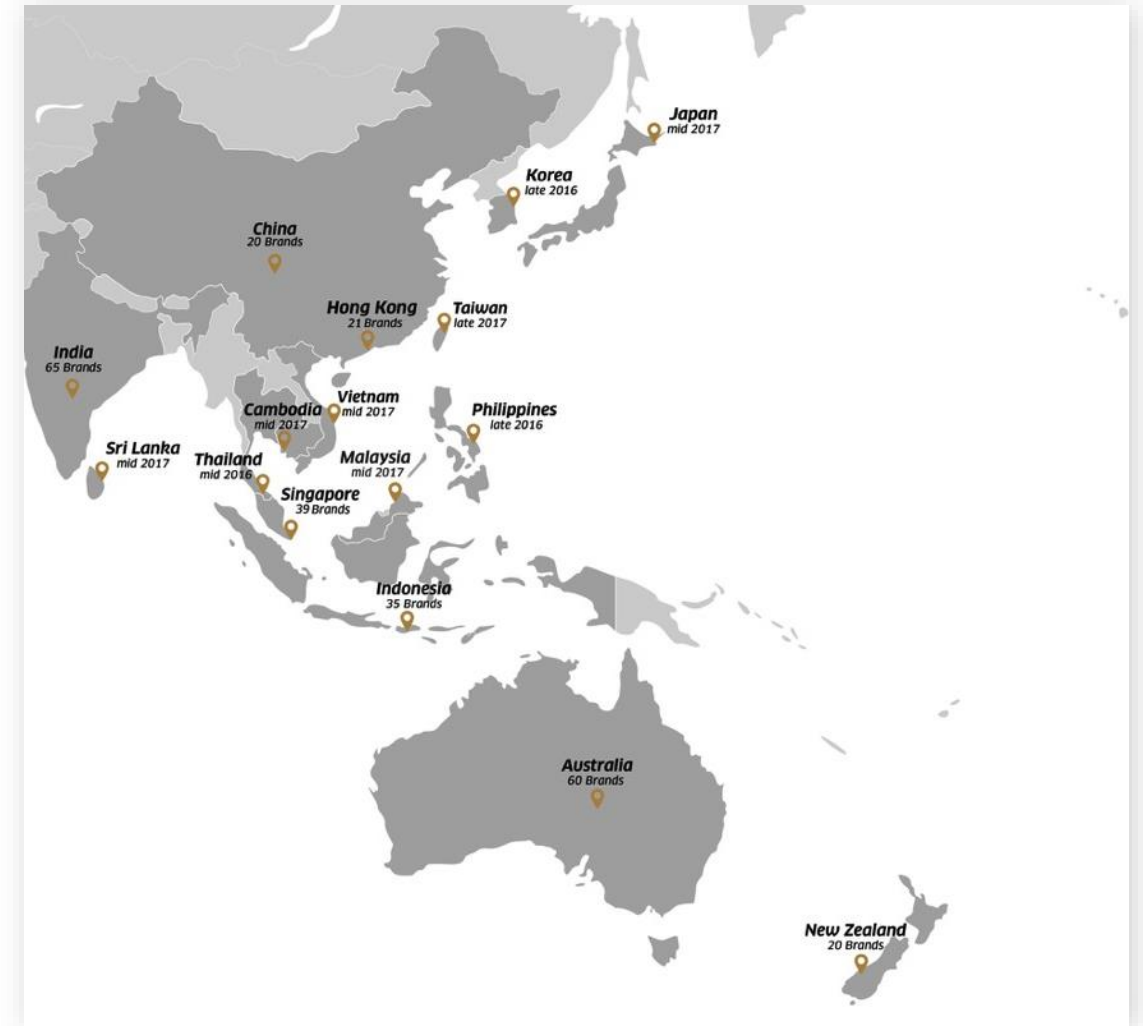 Japan
mid 2017
Korea
late 2016
China
20 Brands
Hong Kong
21 Brands
Taiwan
late 2017
India
65 Brands
Vietnam
mid 2017
Cambodia
mid 2017
Philippines
late 2016
Sri Lanka
mid 2017
Thailand
mid 2016
Malaysia
mid 2017
Singapore
39 Brands
Indonesia
35 Brands
Australia
60 Brands
New Zealand
20 Brands